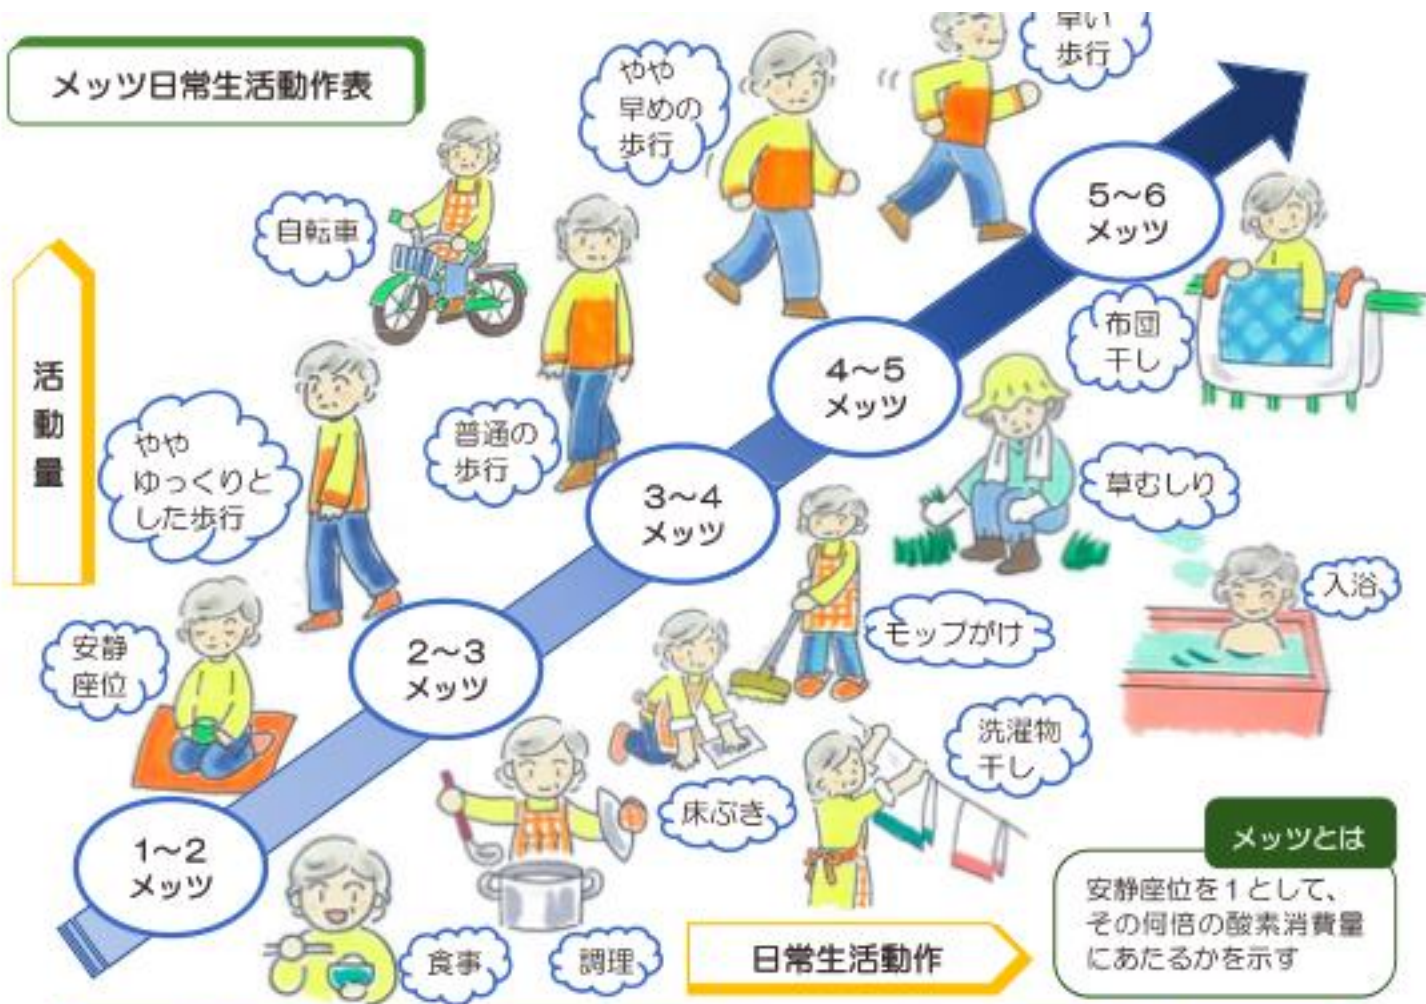 メッツ日常生活動作表
早い
歩行
やや
早めの
歩行
5〜6
メッツ
自転車
布団
干し
4〜5
メッツ
活動量
普通の
歩行
やや
ゆっくりと
した歩行
3〜4
メッツ
草むしり
入浴
モップがけ
安静
座位
2〜3
メッツ
洗濯物
干し
床ぶき
1〜2
メッツ
食事
調理
日常生活動作
メッツとは
安静座位を1として、
その何倍の酸素消費量
にあたるかを示す